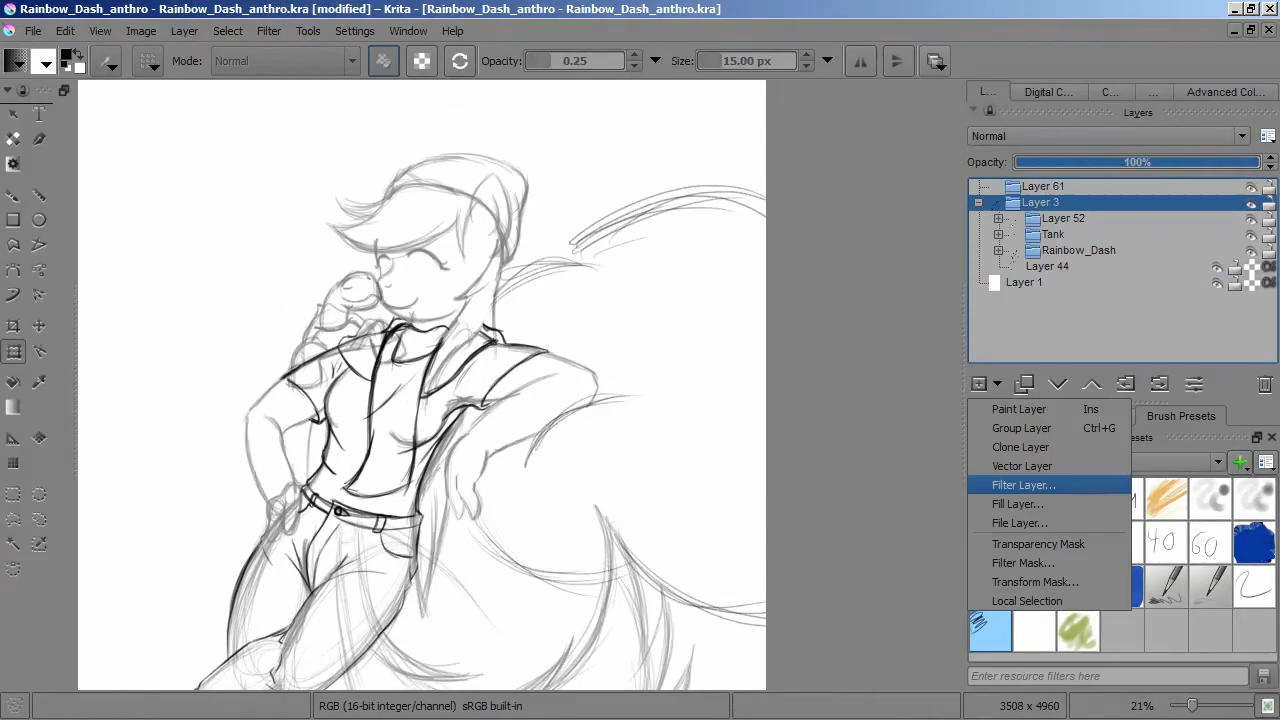 Rainbow_Dash_anthro - Rainbow_Dash_anthro.kra [modified] – Krita - [Rainbow_Dash_anthro - Rainbow_Dash_anthro.kra]
File Edit View Image Layer Select Filter Tools Settings Window Help
Mode: Normal Opacity: 0.25 Size: 15.00 px
L... Digital C... C... ... Advanced Col...
Layers
Normal
Opacity: 100%
Layer 61
Layer 3
Layer 52
Tank
Rainbow_Dash
Layer 44
Layer 1
Paint Layer Ins
Group Layer Ctrl+G
Clone Layer
Vector Layer
Filter Layer...
Fill Layer...
File Layer...
Transparency Mask
Filter Mask...
Transform Mask...
Local Selection
Brush Presets
esets
40 60
Enter resource filters here
RGB (16-bit integer/channel) sRGB built-in 3508 x 4960 21%